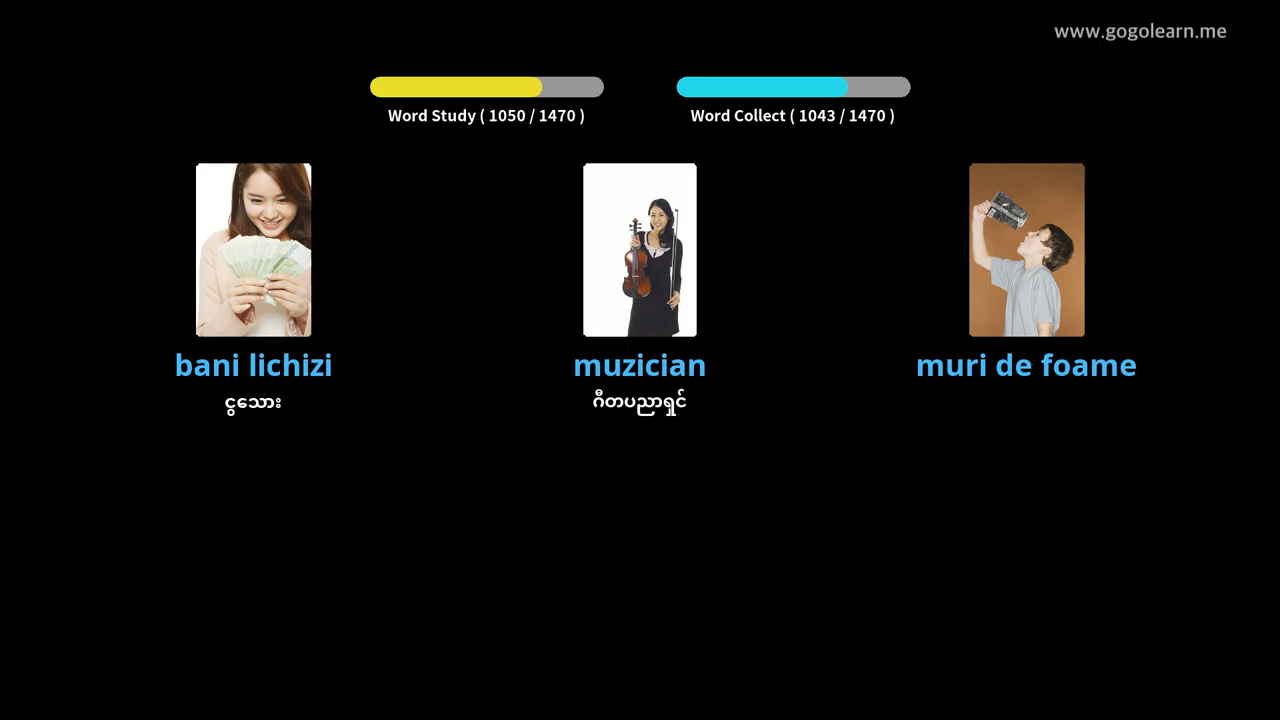 www.gogolearn.me
Word Study ( 1050 / 1470 )
Word Collect ( 1043 / 1470 )
bani lichizi
ငွသော‌း
muzician
ဂီတပညာရှင်
muri de foame